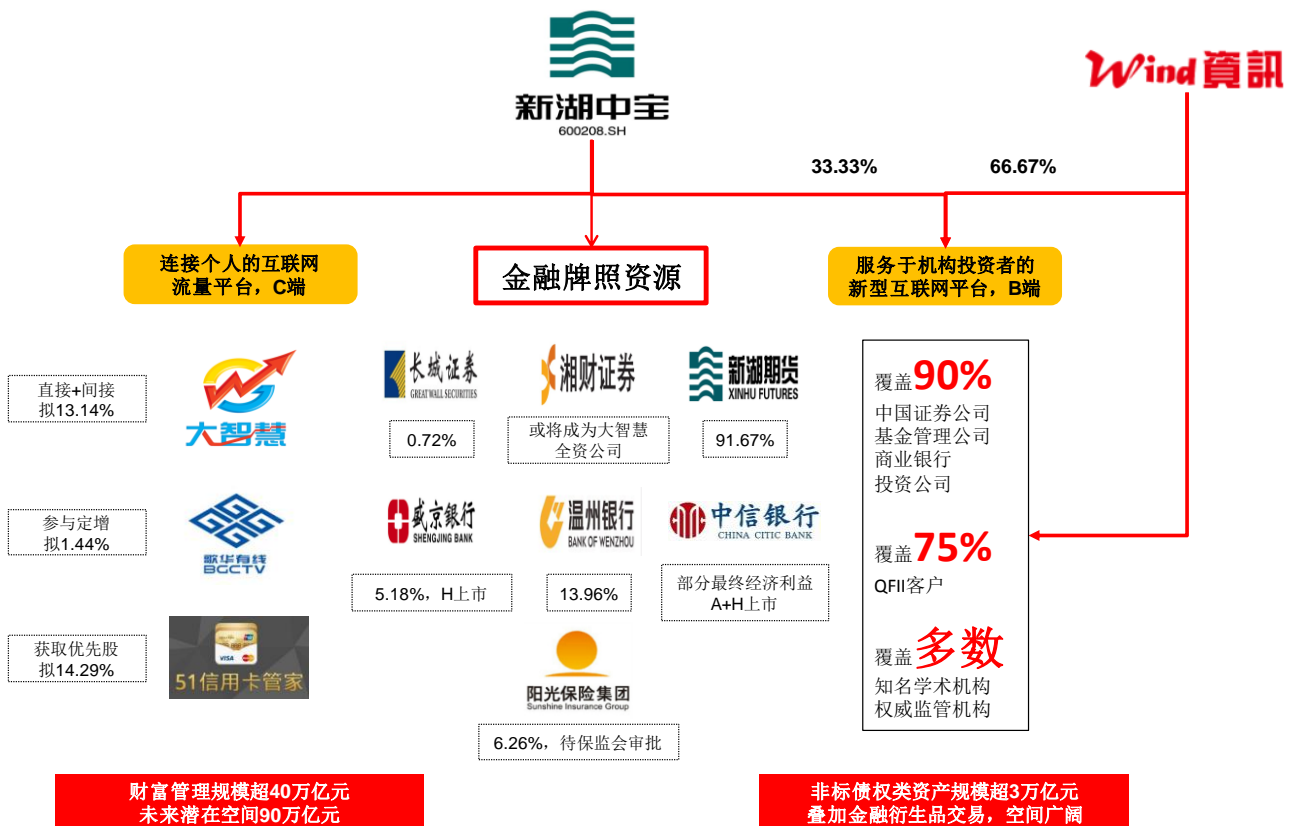 新湖中宝
600208.SH
Wind資訊
33.33%
66.67%
连接个人的互联网
流量平台，C端
金融牌照资源
服务于机构投资者的
新型互联网平台，B端
直接+间接
拟13.14%
大智慧
长城证券
GREAT WALL SECURITIES
0.72%
湘财证券
或将成为大智慧
全资公司
新湖期货
XINHU FUTURES
91.67%
参与定增
拟1.44%
歌华有线
BGCTV
盛京銀行
SHENGJING BANK
5.18%，H上市
温州银行
BANK OF WENZHOU
13.96%
中信银行
CHINA CITIC BANK
部分最终经济利益
A+H上市
获取优先股
拟14.29%
VISA
51信用卡管家
阳光保险集团
Sunshine Insurance Group
6.26%，待保监会审批
覆盖90%
中国证券公司
基金管理公司
商业银行
投资公司
覆盖75%
QFII客户
覆盖多数
知名学术机构
权威监管机构
财富管理规模超40万亿元
未来潜在空间90万亿元
非标债权类资产规模超3万亿元
叠加金融衍生品交易，空间广阔